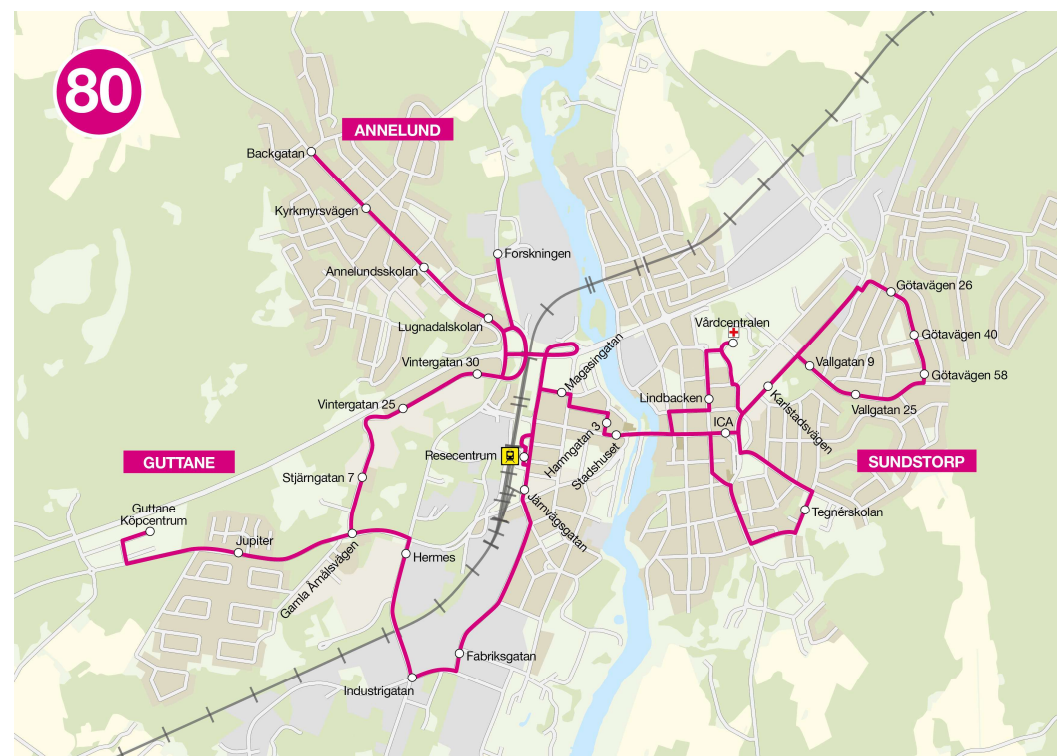 80
ANNELUND
Backgatan
Kyrkmyrsvägen
Forskningen
Annelundsskolan
Götavägen 26
Lugnadalskolan
Vårdcentralen
Götavägen 40
Magasingatan
Vintergatan 30
Vallgatan 9
Götavägen 58
Lindbacken
Karlstadsvägen
Vintergatan 25
Vallgatan 25
ICA
Hamngatan 3
Stadshuset
Resecentrum
GUTTANE
SUNDSTORP
Stjärngatan 7
Guttane
Köpcentrum
Järnvägsgatan
Tegnérskolan
Jupiter
Gamla Åmålsvägen
Hermes
Fabriksgatan
Industrigatan